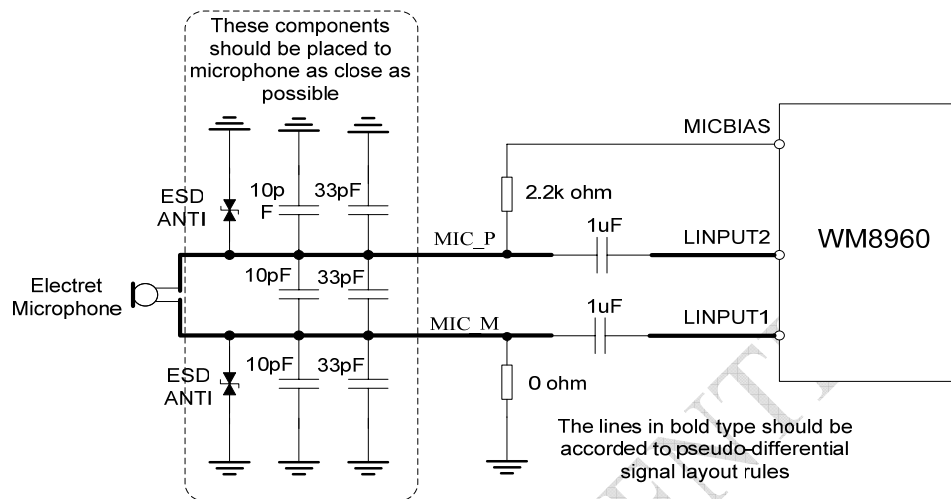 These components
should be placed to
microphone as close as
possible
MICBIAS
ESD
ANTI
10p
F
33pF
2.2k ohm
1uF
MIC_P
LINPUT2
WM8960
Electret
Microphone
10pF
33pF
1uF
MIC_M
LINPUT1
10pF
33pF
ESD
ANTI
0 ohm
The lines in bold type should be
accorded to pseudo-differential
signal layout rules